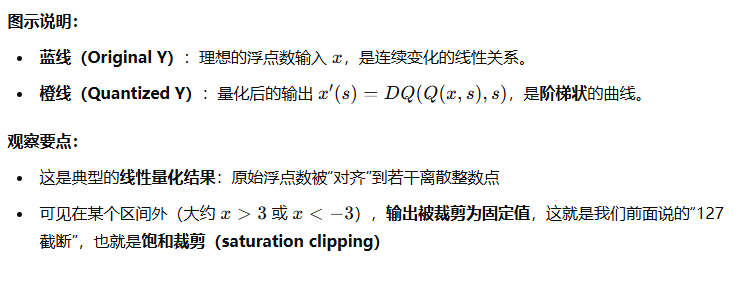 图示说明：
• 蓝线（Original Y）：理想的浮点数输入 x，是连续变化的线性关系。
• 橙线（Quantized Y）：量化后的输出 x′(s) = DQ(Q(x, s), s)，是阶梯状的曲线。
观察要点：
• 这是典型的线性量化结果：原始浮点数被“对齐”到若干离散整数点
• 可见在某个区间外（大约 x > 3 或 x < −3），输出被裁剪为固定值，这就是我们前面说的“127
截断”，也就是饱和裁剪（saturation clipping）